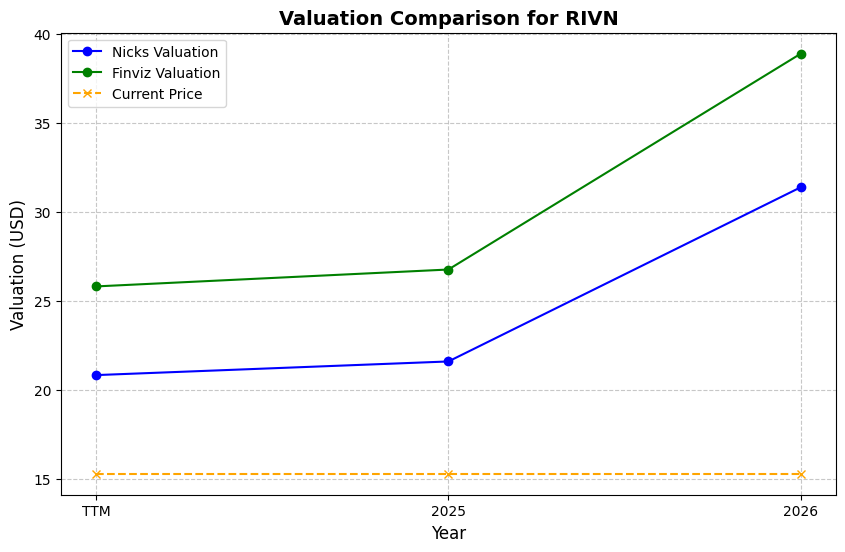 Valuation Comparison for RIVN
Nicks Valuation
Finviz Valuation
Current Price
Valuation (USD)
40
35
30
25
20
15
TTM
2025
2026
Year